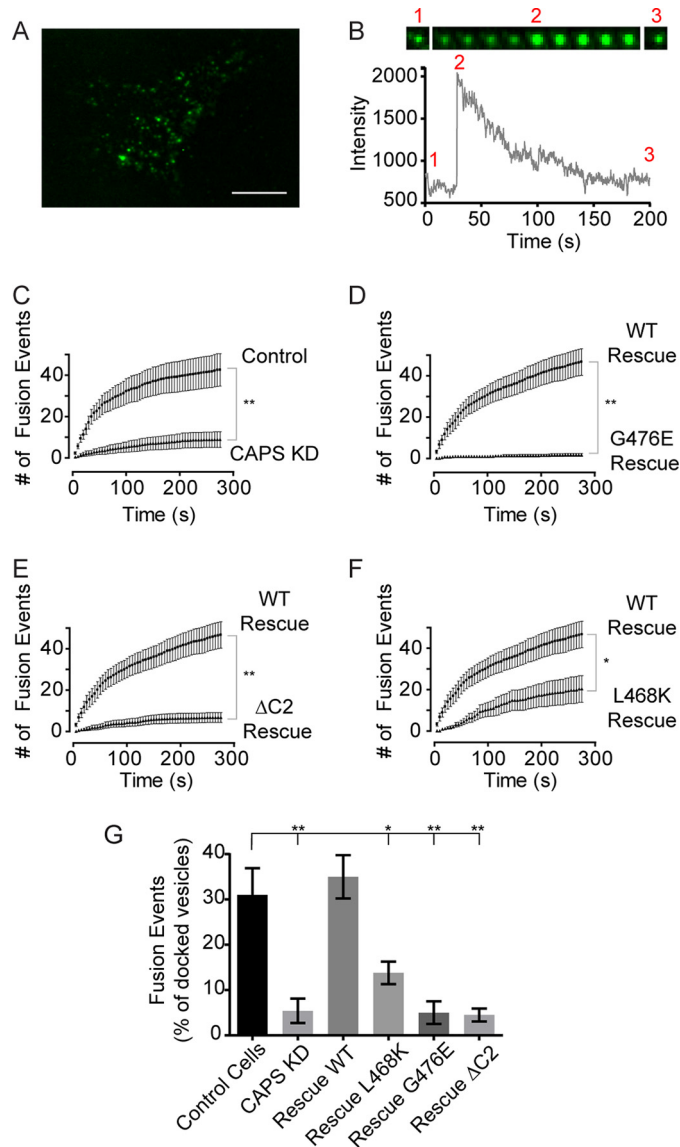 A
B
1 2 3
2000
1500
1000
500
Intensity
1
2
3
0 50 100 150 200
Time (s)
C
# of Fusion Events
40
20
0
Control
**
CAPS KD
0 100 200 300
Time (s)
D
# of Fusion Events
40
20
0
WT
Rescue
**
G476E
Rescue
0 100 200 300
Time (s)
E
# of Fusion Events
40
20
0
WT
Rescue
**
ΔC2
Rescue
0 100 200 300
Time (s)
F
# of Fusion Events
40
20
0
WT
Rescue
*
L468K
Rescue
0 100 200 300
Time (s)
G
** * ** **
Fusion Events
(% of docked vesicles)
40
30
20
10
0
Control Cells
CAPS KD
Rescue WT
Rescue L468K
Rescue G476E
Rescue ΔC2